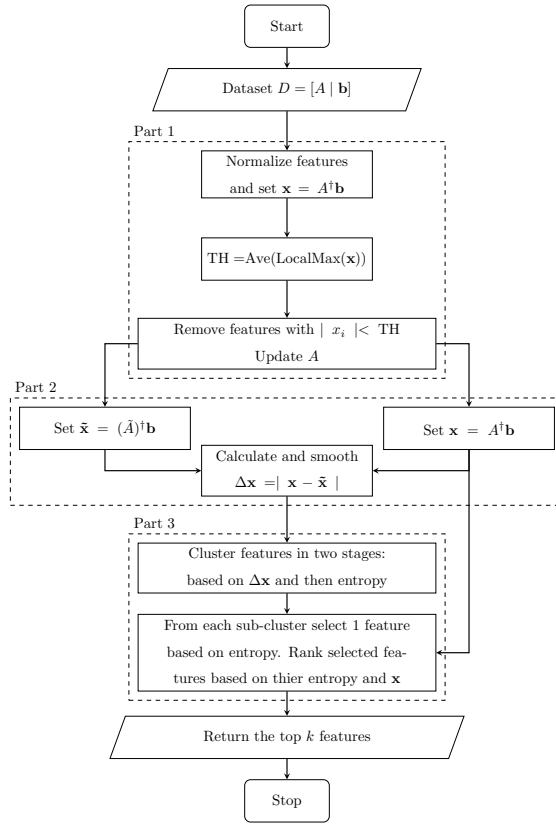 Start
Dataset D = [A | b]
Part 1
Normalize features
and set x = A†b
TH =Ave(LocalMax(x))
Remove features with | x_i |< TH
Update A
Part 2
Set x̃ = (Ã)†b
Set x = A†b
Calculate and smooth
Δx =| x − x̃ |
Part 3
Cluster features in two stages:
based on Δx and then entropy
From each sub-cluster select 1 feature
based on entropy. Rank selected fea-
tures based on thier entropy and x
Return the top k features
Stop